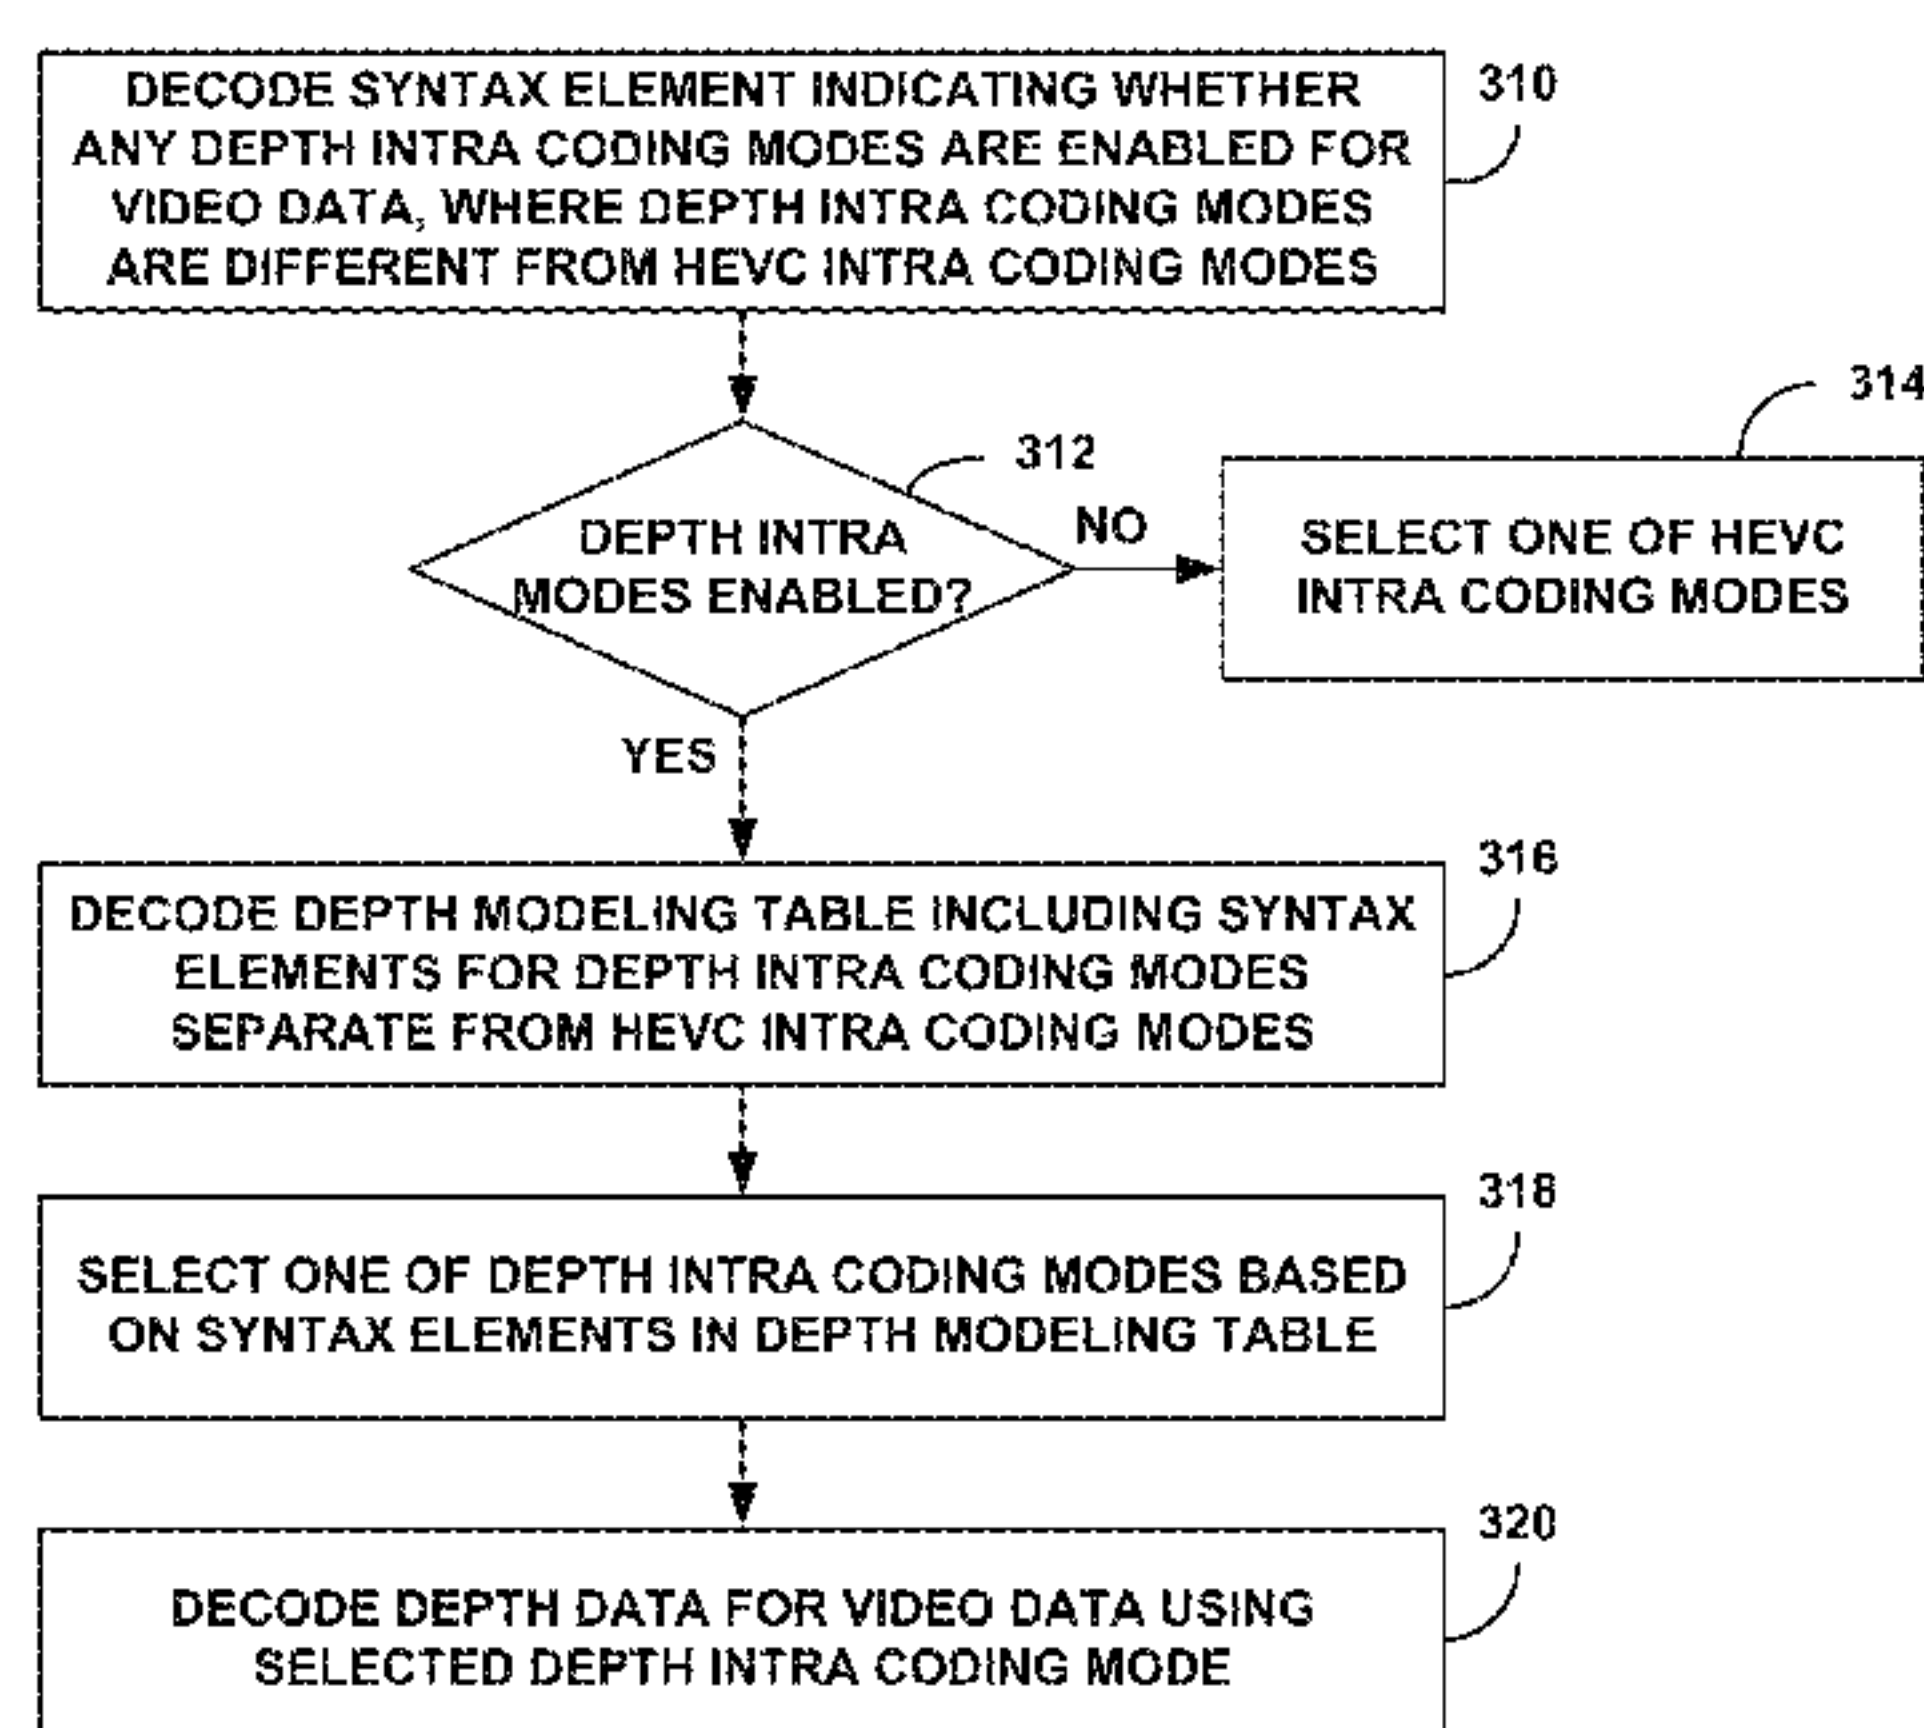 DECODE SYNTAX ELEMENT INDICATING WHETHER
ANY DEPTH INTRA CODING MODES ARE ENABLED FOR
VIDEO DATA, WHERE DEPTH INTRA CODING MODES
ARE DIFFERENT FROM HEVC INTRA CODING MODES
310
312
DEPTH INTRA
MODES ENABLED?
NO
314
SELECT ONE OF HEVC
INTRA CODING MODES
YES
316
DECODE DEPTH MODELING TABLE INCLUDING SYNTAX
ELEMENTS FOR DEPTH INTRA CODING MODES
SEPARATE FROM HEVC INTRA CODING MODES
318
SELECT ONE OF DEPTH INTRA CODING MODES BASED
ON SYNTAX ELEMENTS IN DEPTH MODELING TABLE
320
DECODE DEPTH DATA FOR VIDEO DATA USING
SELECTED DEPTH INTRA CODING MODE